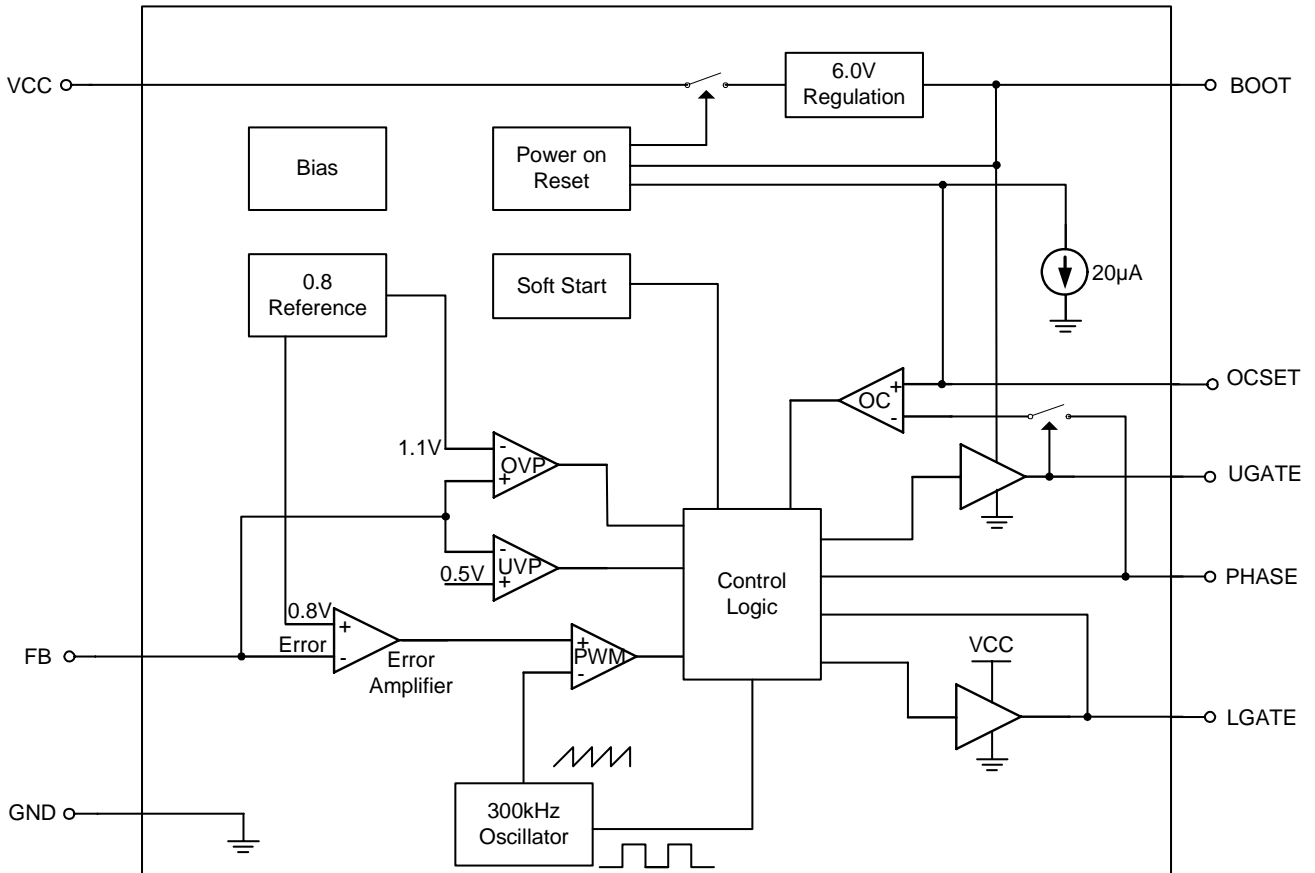 VCC
6.0V
Regulation
BOOT
Bias
Power on
Reset
0.8
Reference
Soft Start
20µA
OCSET
+
OC
-
1.1V
-
OVP
+
UGATE
-
UVP
0.5V
+
Control
Logic
PHASE
0.8V
+
Error
-
FB
Error
Amplifier
+
PWM
-
VCC
LGATE
GND
300kHz
Oscillator